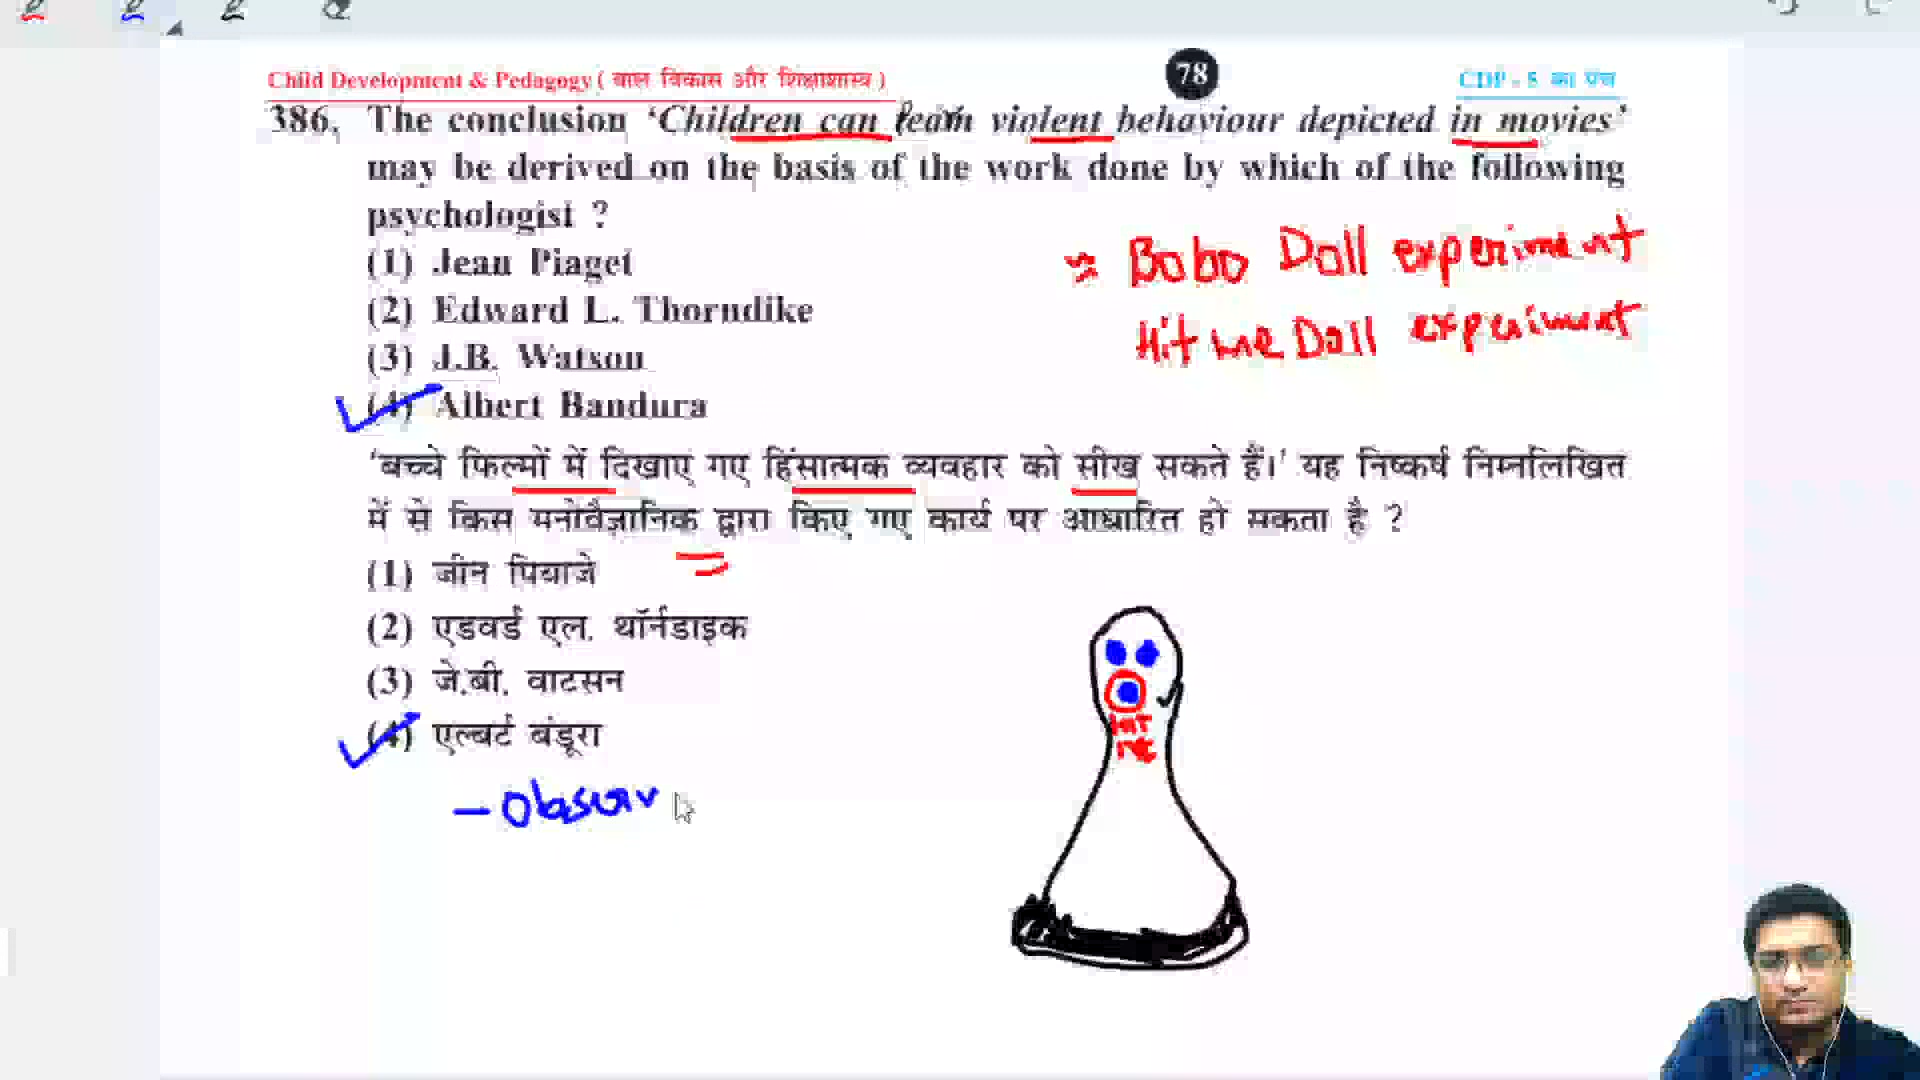 Child Development & Pedagogy ( बाल विकास और शिक्षाशास्त्र )
78
CDP - 5 का पंच
386. The conclusion ‘Children can learn violent behaviour depicted in movies’
may be derived on the basis of the work done by which of the following
psychologist ?
(1) Jean Piaget
(2) Edward L. Thorndike
(3) J.B. Watson
(4) Albert Bandura
= Bobo Doll experiment
Hit me Doll experiment
‘बच्चे फिल्मों में दिखाए गए हिंसात्मक व्यवहार को सीख सकते हैं।’ यह निष्कर्ष निम्नलिखित
में से किस मनोवैज्ञानिक द्वारा किए गए कार्य पर आधारित हो सकता है ?
(1) जीन पियाजे
(2) एडवर्ड एल. थॉर्नडाइक
(3) जे.बी. वाटसन
(4) एल्बर्ट बंडूरा
– Observ